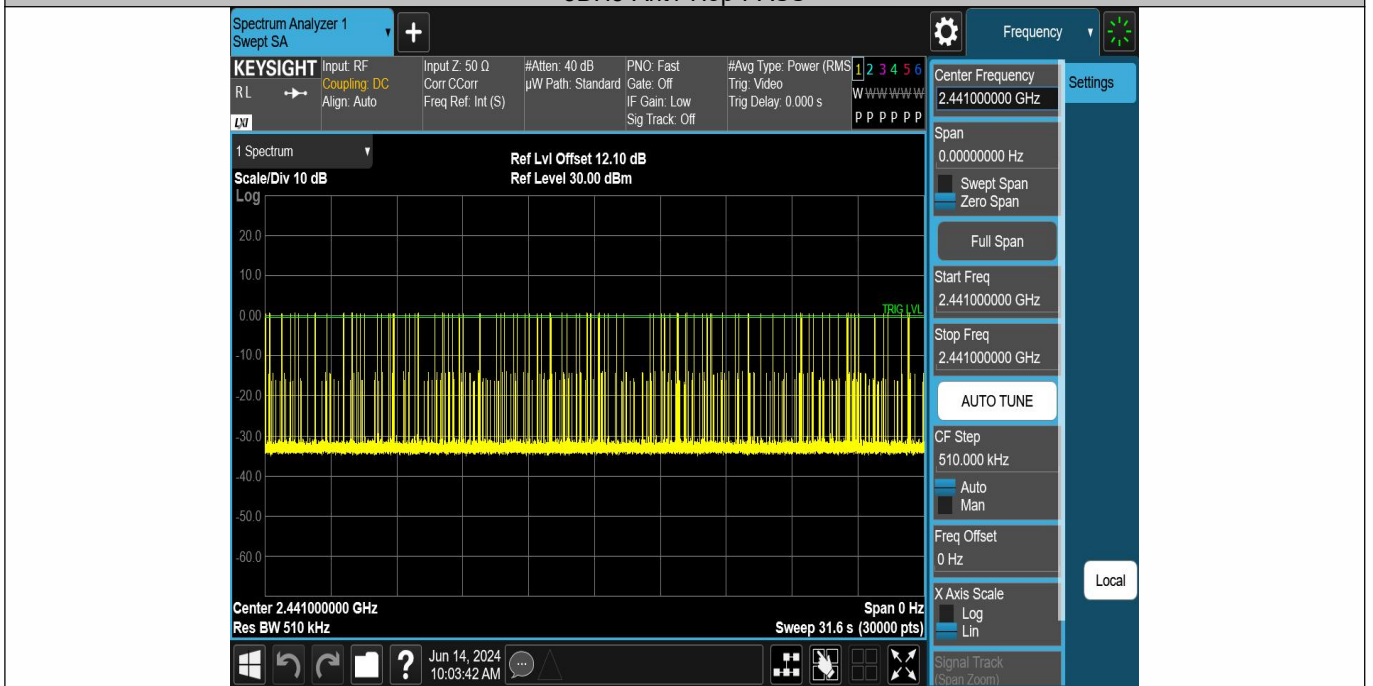 Spectrum Analyzer 1
Swept SA
+
Frequency
KEYSIGHT
RL
LXI
Input: RF
Coupling: DC
Align: Auto
Input Z: 50 Ω
Corr CCorr
Freq Ref: Int (S)
#Atten: 40 dB
µW Path: Standard
PNO: Fast
Gate: Off
IF Gain: Low
Sig Track: Off
#Avg Type: Power (RMS
Trig: Video
Trig Delay: 0.000 s
1 2 3 4 5 6
W W W W W W
P P P P P P
1 Spectrum
Scale/Div 10 dB
Ref Lvl Offset 12.10 dB
Ref Level 30.00 dBm
Log
20.0
10.0
0.00
-10.0
-20.0
-30.0
-40.0
-50.0
-60.0
TRIG LVL
Center 2.441000000 GHz
Res BW 510 kHz
Span 0 Hz
Sweep 31.6 s (30000 pts)
Center Frequency
2.441000000 GHz
Settings
Span
0.00000000 Hz
Swept Span
Zero Span
Full Span
Start Freq
2.441000000 GHz
Stop Freq
2.441000000 GHz
AUTO TUNE
CF Step
510.000 kHz
Auto
Man
Freq Offset
0 Hz
X Axis Scale
Log
Lin
Signal Track
(Span Zoom)
Local
?
Jun 14, 2024
10:03:42 AM